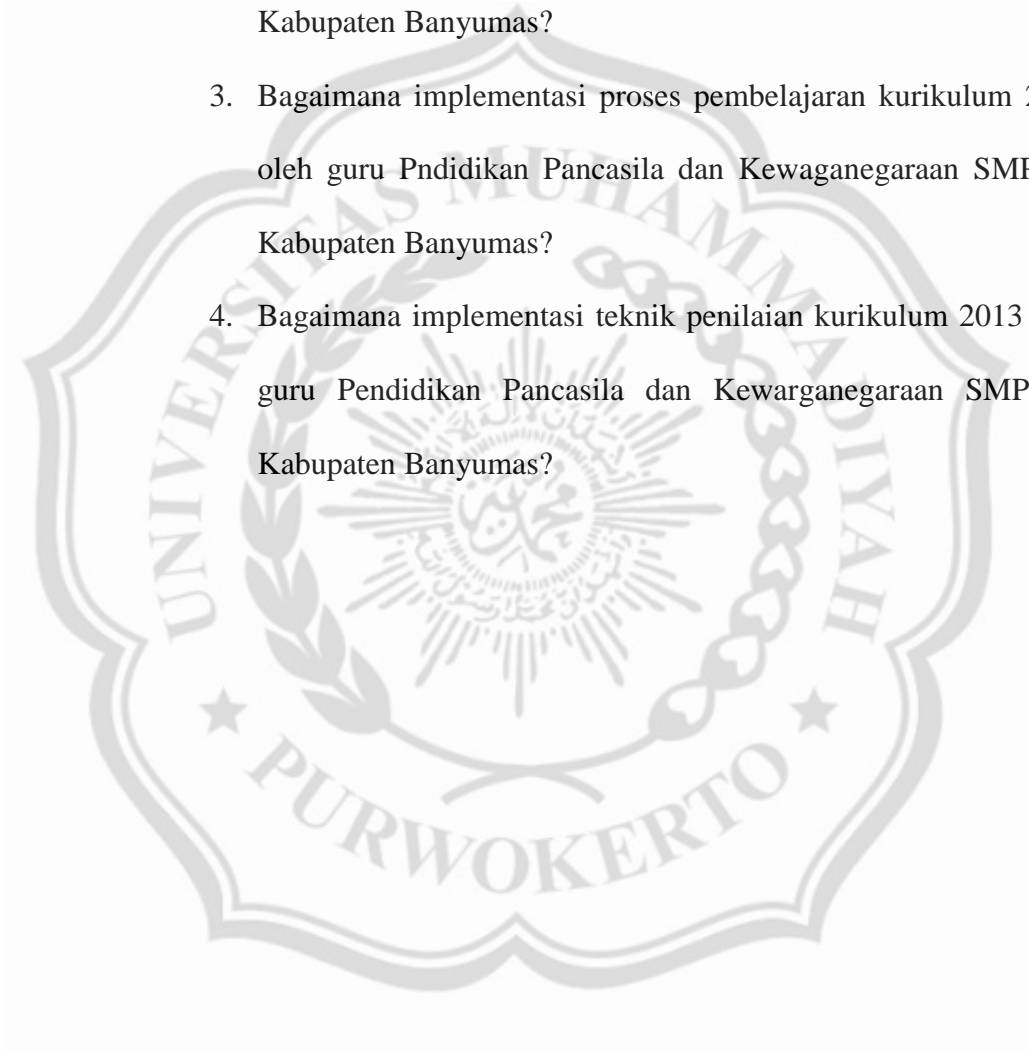 Kabupaten Banyumas?
3. Bagaimana implementasi proses pembelajaran kurikulum
oleh guru Pndidikan Pancasila dan Kewaganegaraan SMP
Kabupaten Banyumas?
4. Bagaimana implementasi teknik penilaian kurikulum 2013
guru Pendidikan Pancasila dan Kewarganegaraan SMP
Kabupaten Banyumas?
UNIVERSITAS MUHAMMADIYAH
PURWOKERTO